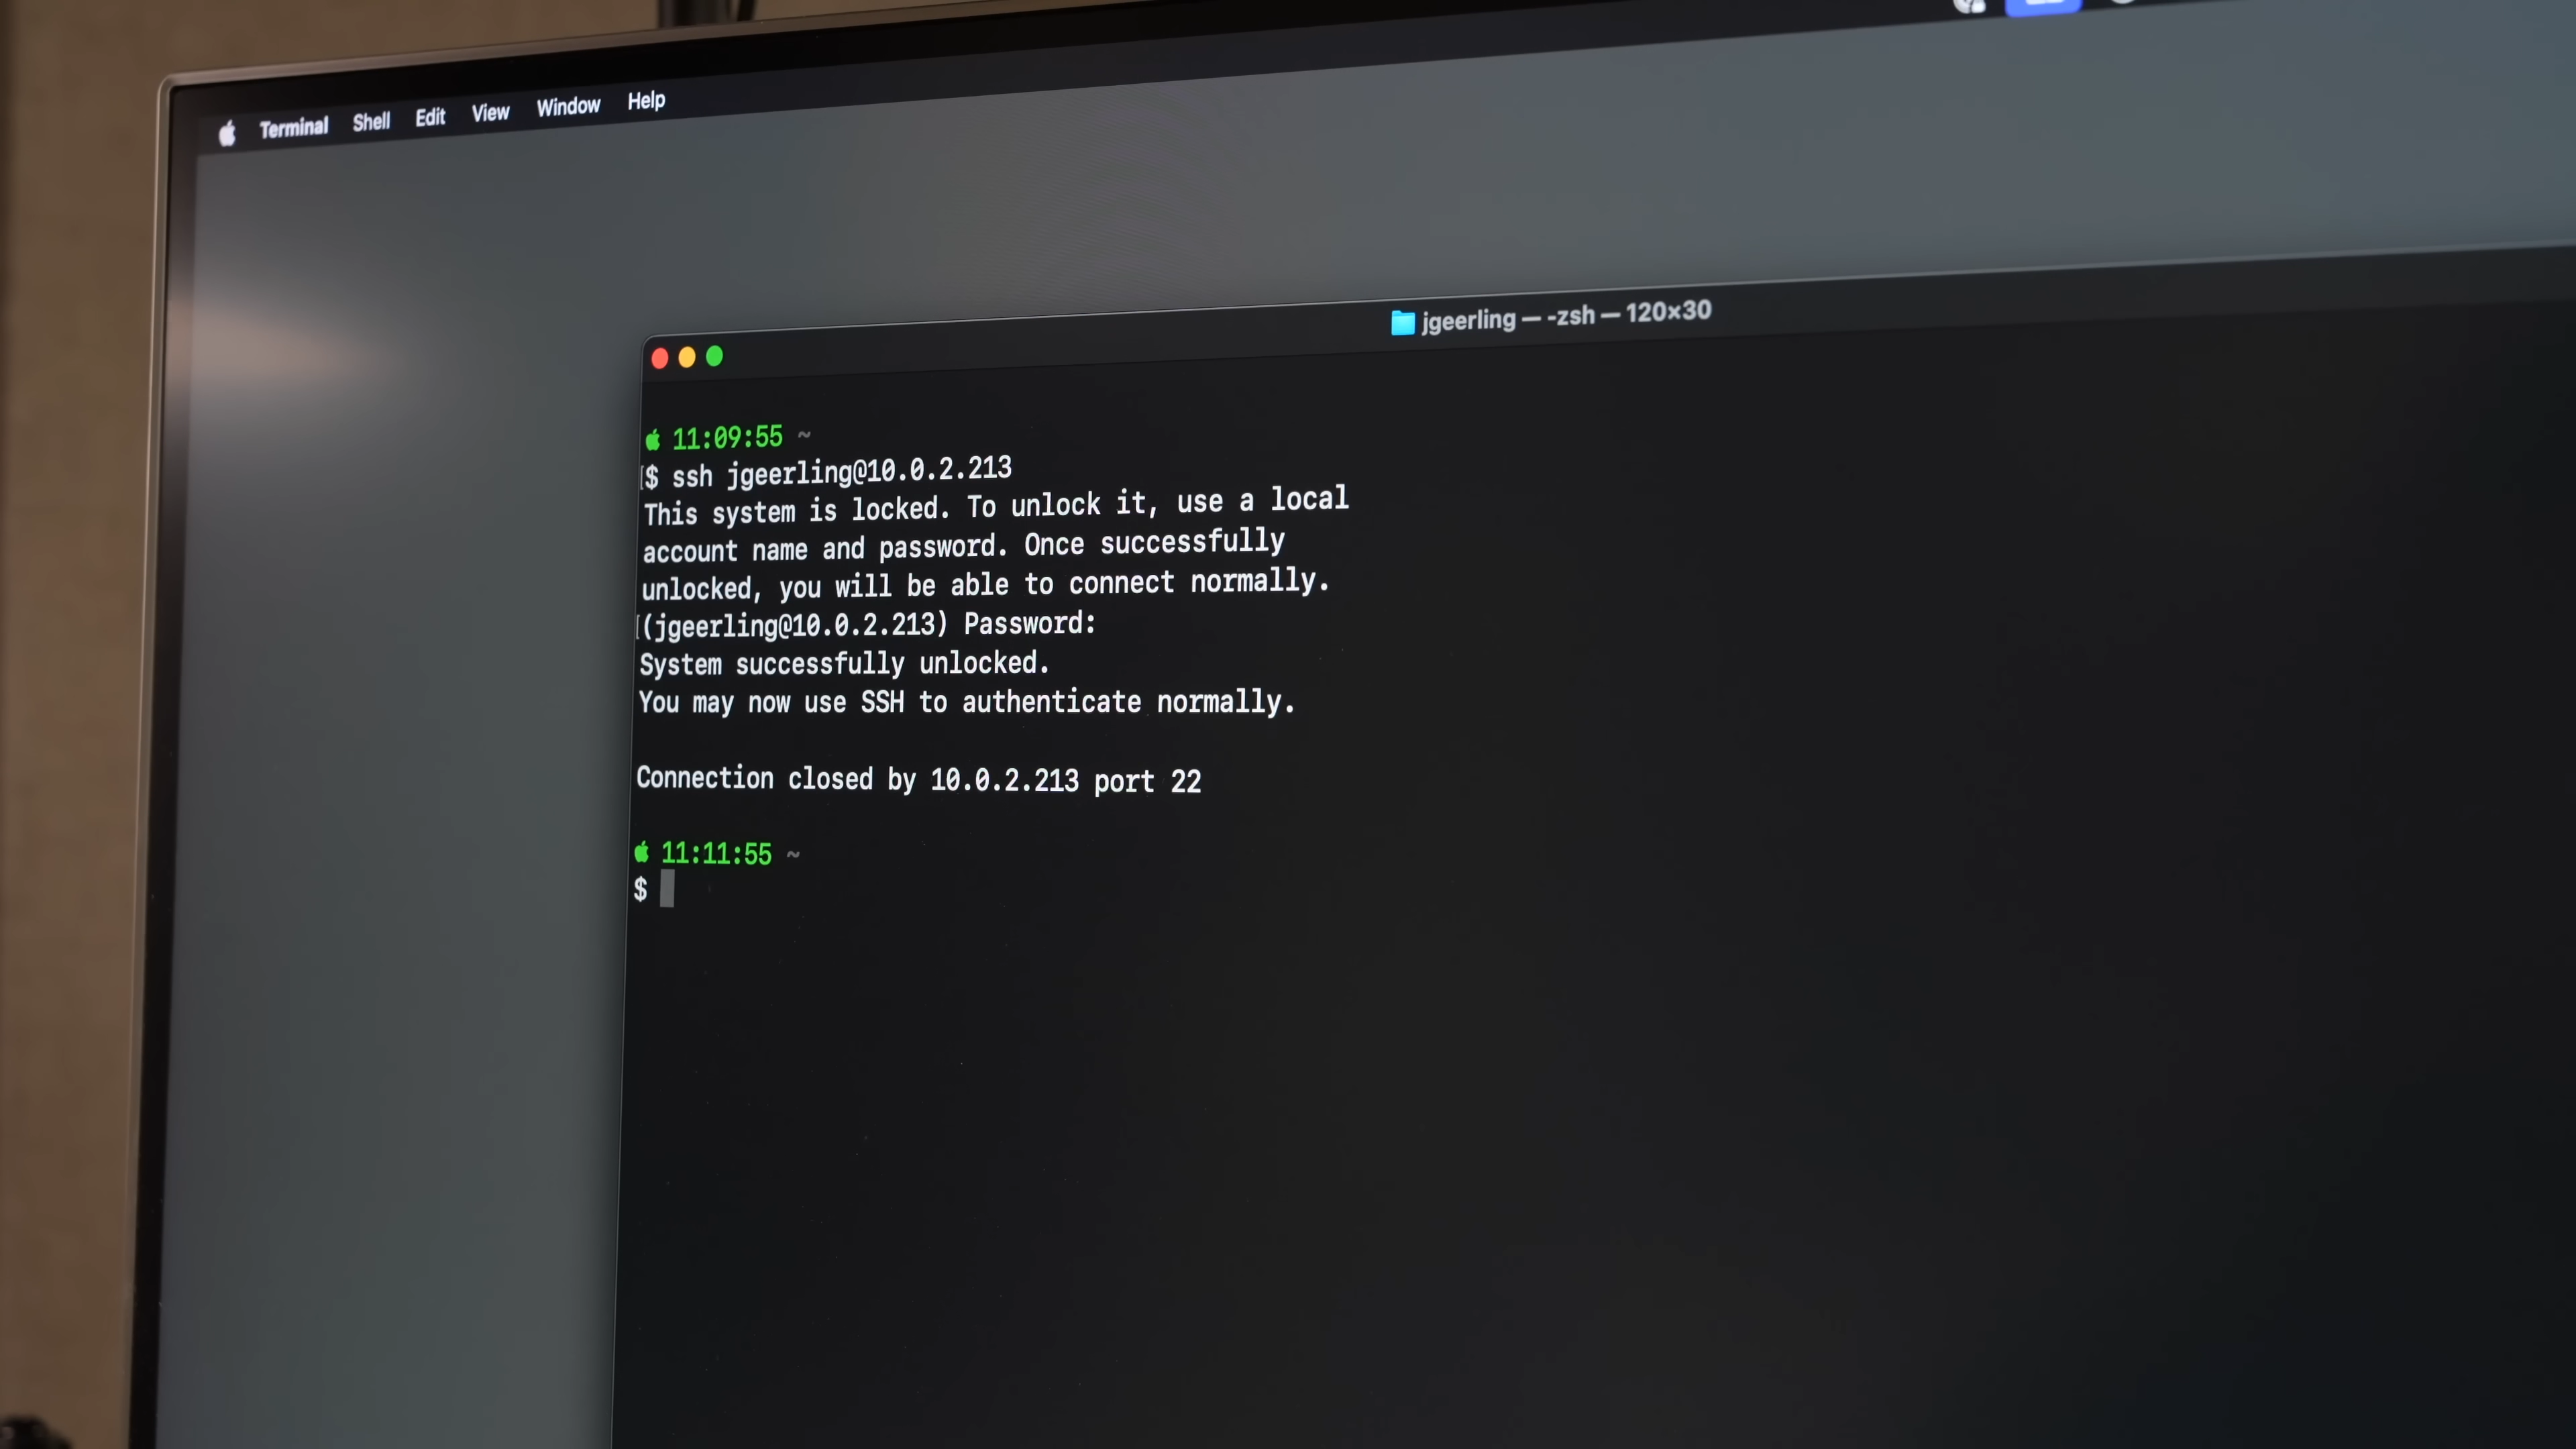 Terminal Shell Edit View Window Help
jgeerling — -zsh — 120×30
11:09:55 ~
[$ ssh jgeerling@10.0.2.213
This system is locked. To unlock it, use a local
account name and password. Once successfully
unlocked, you will be able to connect normally.
[(jgeerling@10.0.2.213) Password:
System successfully unlocked.
You may now use SSH to authenticate normally.
Connection closed by 10.0.2.213 port 22
11:11:55 ~
$